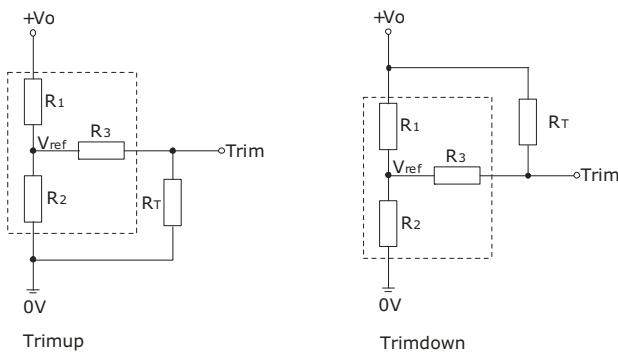 +Vo
R1
R3
Vref
Trim
R2
RT
0V
Trimup
+Vo
R1
RT
Vref
R3
Trim
R2
0V
Trimdown